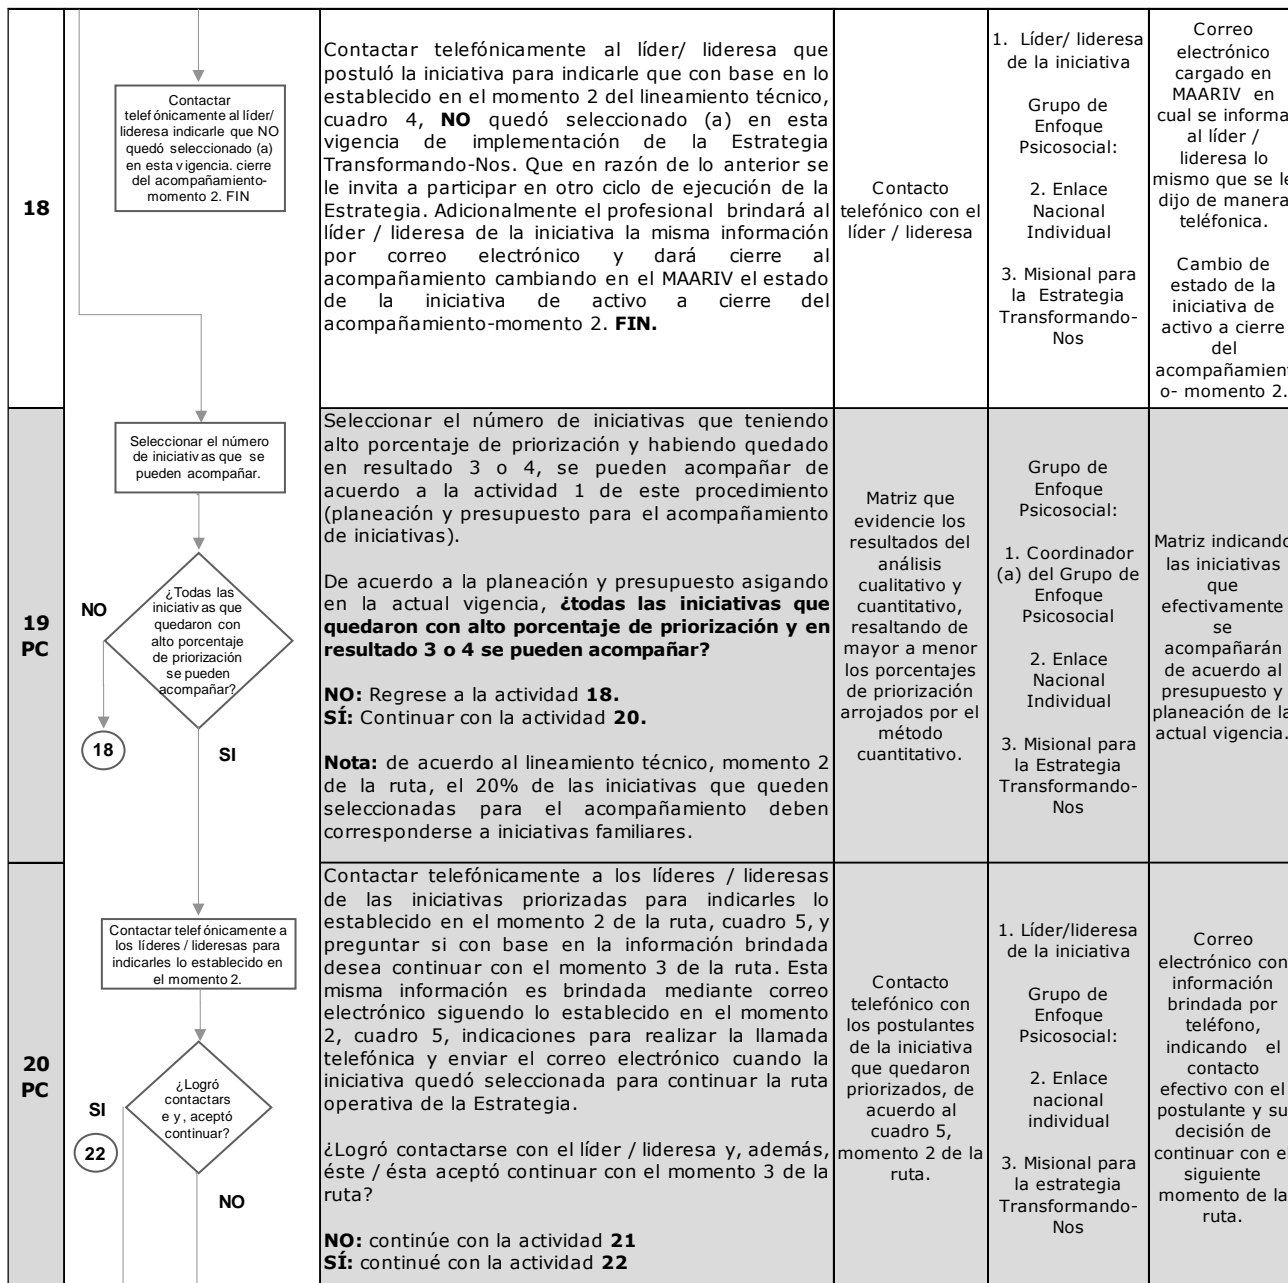 18
Contactar
telefónicamente al líder/
lideresa indicarle que NO
quedó seleccionado (a)
en esta vigencia. cierre
del acompañamiento-
momento 2. FIN
Contactar telefónicamente al líder/ lideresa que
postuló la iniciativa para indicarle que con base en lo
establecido en el momento 2 del lineamiento técnico,
cuadro 4, NO quedó seleccionado (a) en esta
vigencia de implementación de la Estrategia
Transformando-Nos. Que en razón de lo anterior se
le invita a participar en otro ciclo de ejecución de la
Estrategia. Adicionalmente el profesional brindará al
líder / lideresa de la iniciativa la misma información
por correo electrónico y dará cierre al
acompañamiento cambiando en el MAARIV el estado
de la iniciativa de activo a cierre del
acompañamiento-momento 2. FIN.
Contacto
telefónico con el
líder / lideresa
1. Líder/ lideresa
de la iniciativa
Grupo de
Enfoque
Psicosocial:
2. Enlace
Nacional
Individual
3. Misional para
la Estrategia
Transformando-
Nos
Correo
electrónico
cargado en
MAARIV en
cual se informa
al líder /
lideresa lo
mismo que se le
dijo de manera
teléfonica.
Cambio de
estado de la
iniciativa de
activo a cierre
del
acompañamient
o- momento 2.
19
PC
Seleccionar el número
de iniciativas que se
pueden acompañar.
¿Todas las
iniciativas que
quedaron con
alto porcentaje
de priorización
se pueden
acompañar?
NO
18
SI
Seleccionar el número de iniciativas que teniendo
alto porcentaje de priorización y habiendo quedado
en resultado 3 o 4, se pueden acompañar de
acuerdo a la actividad 1 de este procedimiento
(planeación y presupuesto para el acompañamiento
de iniciativas).
De acuerdo a la planeación y presupuesto asigando
en la actual vigencia, ¿todas las iniciativas que
quedaron con alto porcentaje de priorización y en
resultado 3 o 4 se pueden acompañar?
NO: Regrese a la actividad 18.
SÍ: Continuar con la actividad 20.
Nota: de acuerdo al lineamiento técnico, momento 2
de la ruta, el 20% de las iniciativas que queden
seleccionadas para el acompañamiento deben
corresponderse a iniciativas familiares.
Matriz que
evidencie los
resultados del
análisis
cualitativo y
cuantitativo,
resaltando de
mayor a menor
los porcentajes
de priorización
arrojados por el
método
cuantitativo.
Grupo de
Enfoque
Psicosocial:
1. Coordinador
(a) del Grupo de
Enfoque
Psicosocial
2. Enlace
Nacional
Individual
3. Misional para
la Estrategia
Transformando-
Nos
Matriz indicando
las iniciativas
que
efectivamente
se
acompañarán
de acuerdo al
presupuesto y
planeación de la
actual vigencia.
20
PC
Contactar telefónicamente a
los líderes / lideresas para
indicarles lo establecido en
el momento 2.
¿Logró
contactars
e y, aceptó
continuar?
SI
22
NO
Contactar telefónicamente a los líderes / lideresas
de las iniciativas priorizadas para indicarles lo
establecido en el momento 2 de la ruta, cuadro 5, y
preguntar si con base en la información brindada
desea continuar con el momento 3 de la ruta. Esta
misma información es brindada mediante correo
electrónico siguendo lo establecido en el momento
2, cuadro 5, indicaciones para realizar la llamada
telefónica y enviar el correo electrónico cuando la
iniciativa quedó seleccionada para continuar la ruta
operativa de la Estrategia.
¿Logró contactarse con el líder / lideresa y, además,
éste / ésta aceptó continuar con el momento 3 de la
ruta?
NO: continúe con la actividad 21
SÍ: continué con la actividad 22
Contacto
telefónico con
los postulantes
de la iniciativa
que quedaron
priorizados, de
acuerdo al
cuadro 5,
momento 2 de la
ruta.
1. Líder/lideresa
de la iniciativa
Grupo de
Enfoque
Psicosocial:
2. Enlace
nacional
individual
3. Misional para
la estrategia
Transformando-
Nos
Correo
electrónico con
información
brindada por
teléfono,
indicando el
contacto
efectivo con el
postulante y su
decisión de
continuar con el
siguiente
momento de la
ruta.